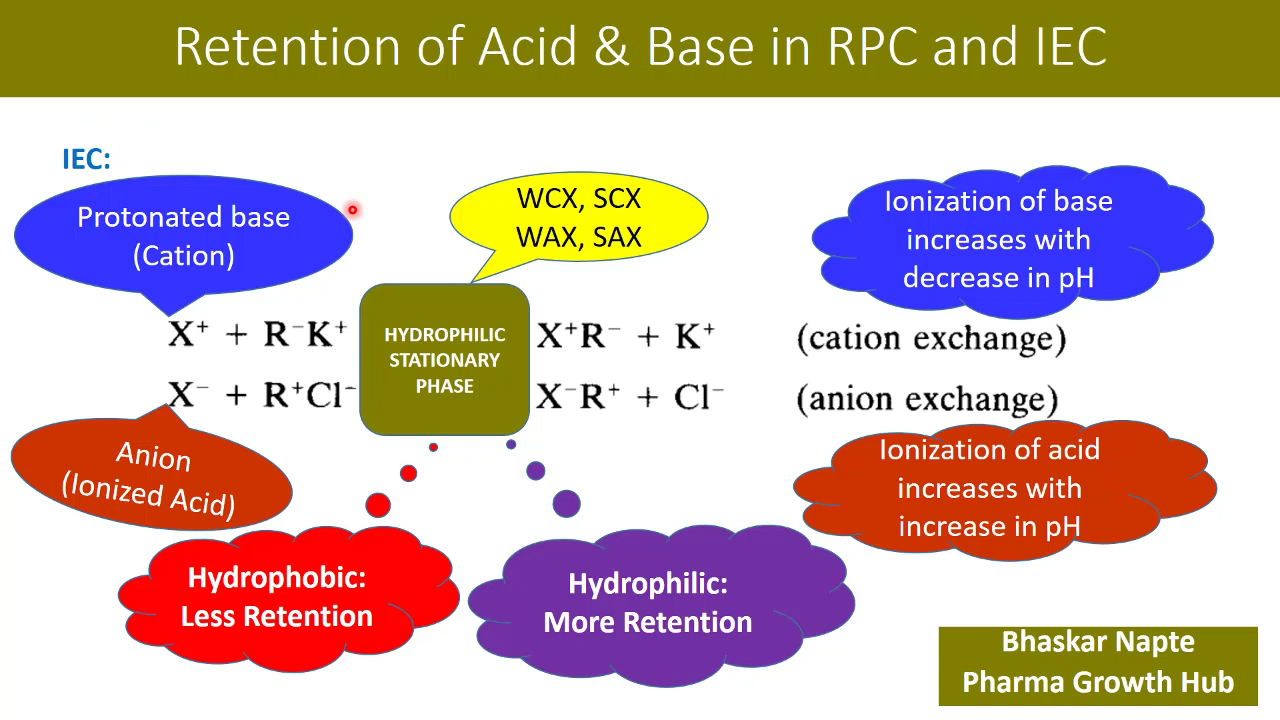 Retention of Acid & Base in RPC and IEC
IEC:
Protonated base
(Cation)
WCX, SCX
WAX, SAX
Ionization of base
increases with
decrease in pH
X⁺ + R⁻K⁺
HYDROPHILIC
STATIONARY
PHASE
X⁺R⁻ + K⁺
(cation exchange)
X⁻ + R⁺Cl⁻
X⁻R⁺ + Cl⁻
(anion exchange)
Anion
(Ionized Acid)
Ionization of acid
increases with
increase in pH
Hydrophobic:
Less Retention
Hydrophilic:
More Retention
Bhaskar Napte
Pharma Growth Hub